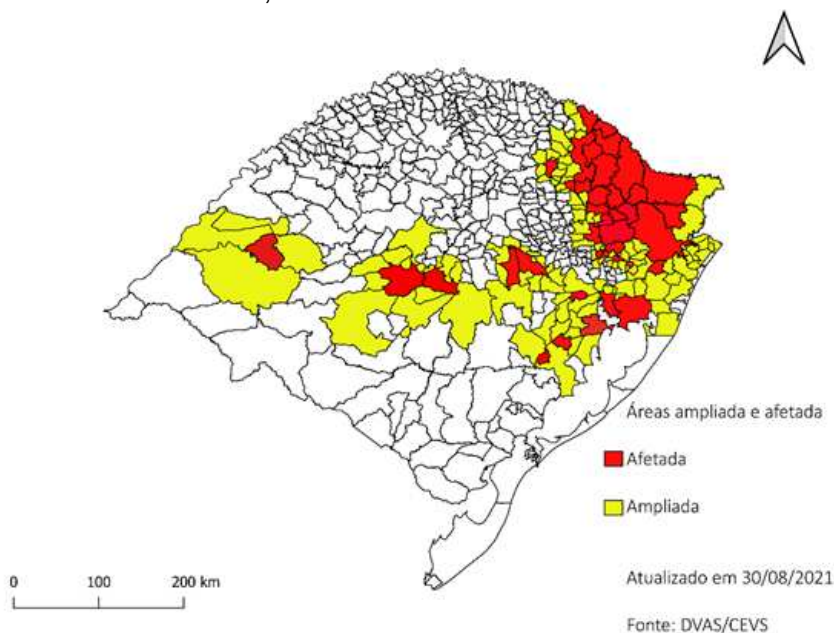 Áreas ampliada e afetada
Afetada
Ampliada
0 100 200 km
Atualizado em 30/08/2021
Fonte: DVAS/CEVS